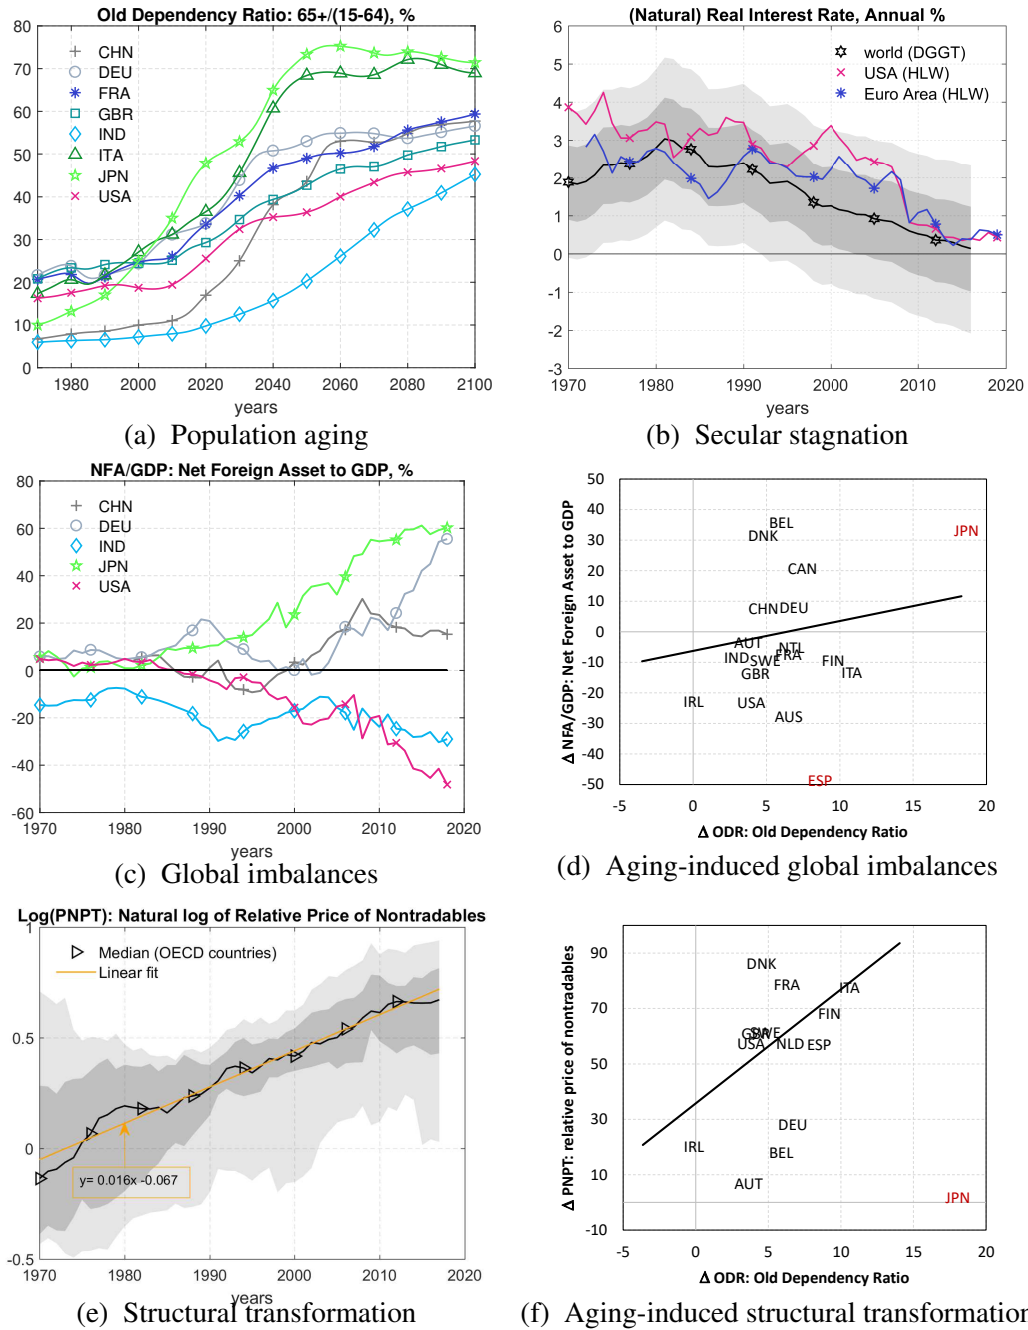 Old Dependency Ratio: 65+/(15-64), %
80
70
60
50
40
30
20
10
0
CHN
DEU
FRA
GBR
IND
ITA
JPN
USA
1980 2000 2020 2040 2060 2080 2100
years
(a) Population aging
(Natural) Real Interest Rate, Annual %
6
5
4
3
2
1
0
-1
-2
-3
world (DGGT)
USA (HLW)
Euro Area (HLW)
1970 1980 1990 2000 2010 2020
years
(b) Secular stagnation
NFA/GDP: Net Foreign Asset to GDP, %
80
60
40
20
0
-20
-40
-60
CHN
DEU
IND
JPN
USA
1970 1980 1990 2000 2010 2020
years
(c) Global imbalances
Δ NFA/GDP: Net Foreign Asset to GDP
50
40
30
20
10
0
-10
-20
-30
-40
-50
BEL
DNK
JPN
CAN
CHN DEU
AUT
NTL
FRA
IND SWE FIN
GBR ITA
IRL USA
AUS
ESP
-5 0 5 10 15 20
Δ ODR: Old Dependency Ratio
(d) Aging-induced global imbalances
Log(PNPT): Natural log of Relative Price of Nontradables
1
0.5
0
-0.5
Median (OECD countries)
Linear fit
y= 0.016x -0.067
1970 1980 1990 2000 2010 2020
years
(e) Structural transformation
Δ PNPT: relative price of nontradables
90
70
50
30
10
-10
DNK
FRA ITA
FIN
GBR SWE
USA NLD ESP
DEU
IRL BEL
AUT
JPN
-5 0 5 10 15 20
Δ ODR: Old Dependency Ratio
(f) Aging-induced structural transformation